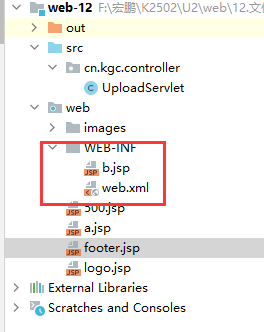 web-12 F:\宏鹏\K2502\U2\web\12.文
out
src
cn.kgc.controller
UploadServlet
web
images
WEB-INF
JSP b.jsp
web.xml
JSP 500.jsp
JSP a.jsp
JSP footer.jsp
JSP logo.jsp
External Libraries
Scratches and Consoles